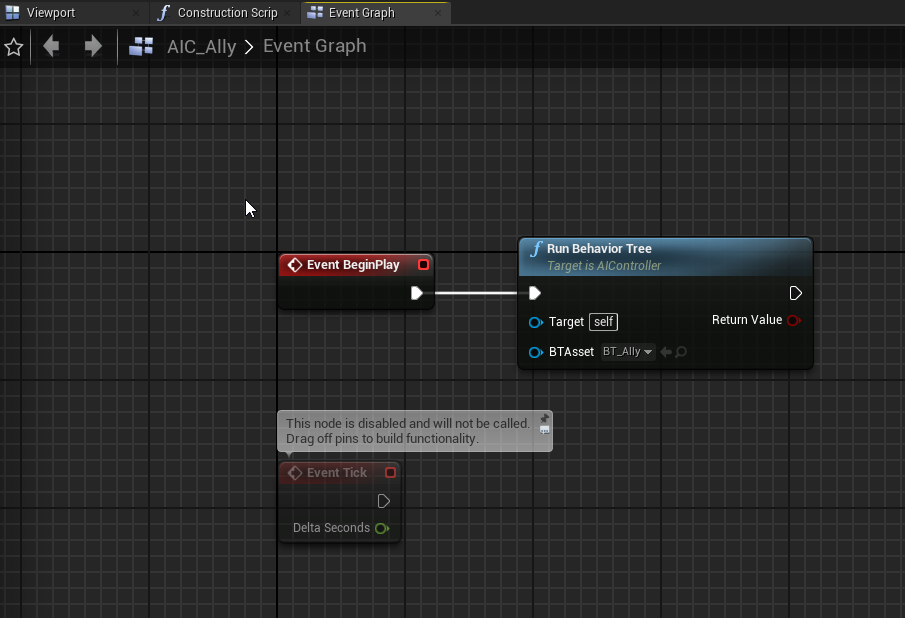 Viewport
Construction Scrip
Event Graph
AIC_Ally > Event Graph
Event BeginPlay
f Run Behavior Tree
Target is AIController
Target self
Return Value
BTAsset BT_Ally
This node is disabled and will not be called.
Drag off pins to build functionality.
Event Tick
Delta Seconds